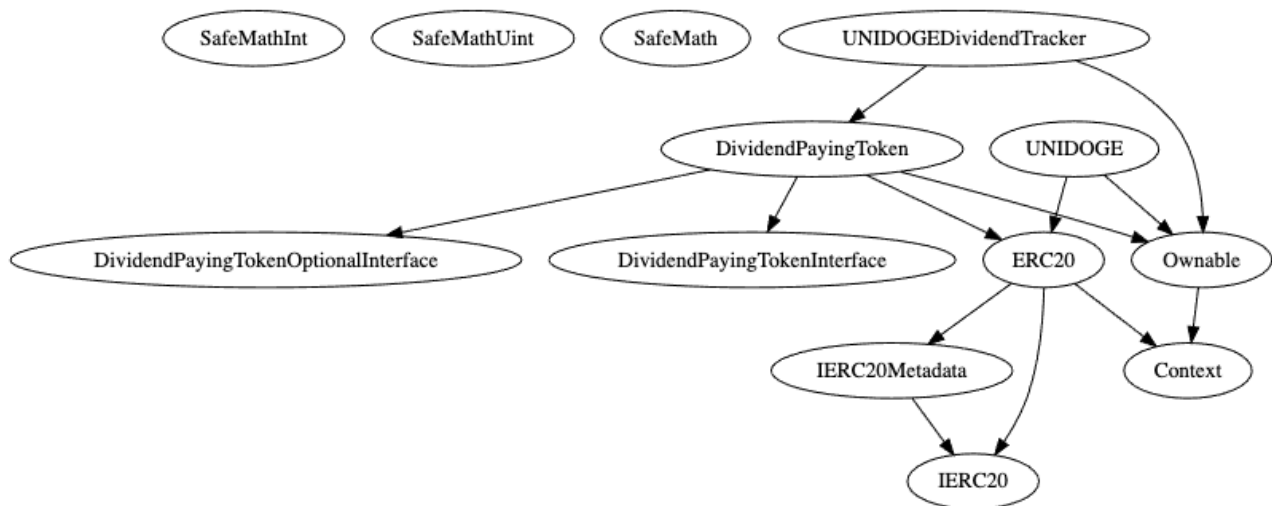 SafeMathInt
SafeMathUint
SafeMath
UNIDOGEDividendTracker
DividendPayingToken
UNIDOGE
DividendPayingTokenOptionalInterface
DividendPayingTokenInterface
ERC20
Ownable
IERC20Metadata
Context
IERC20